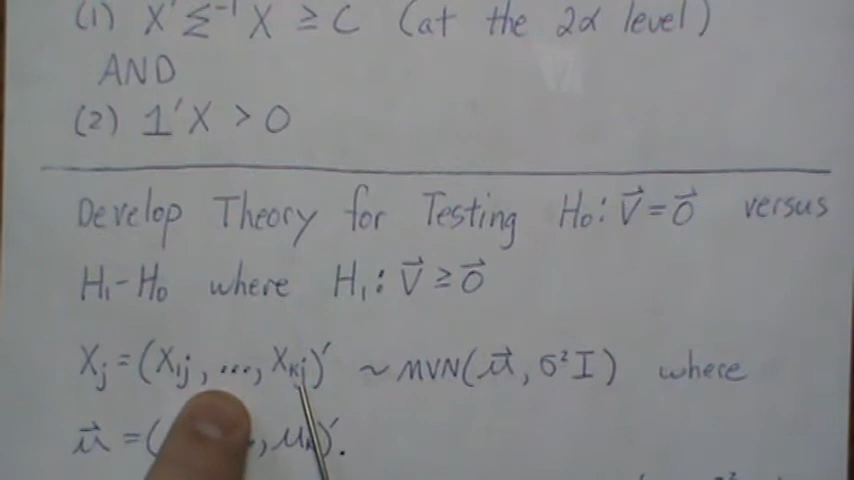 (1) X'Σ⁻¹X ≥ C (at the 2α level)
AND
(2) 1'X > 0
Develop Theory for Testing H₀: V⃗ = 0⃗ versus
H₁-H₀ where H₁: V⃗ ≥ 0⃗
Xⱼ = (X₁ⱼ, ..., Xₖⱼ)' ~ MVN(μ⃗, σ²I) where
μ⃗ = ( , μₖ)'.